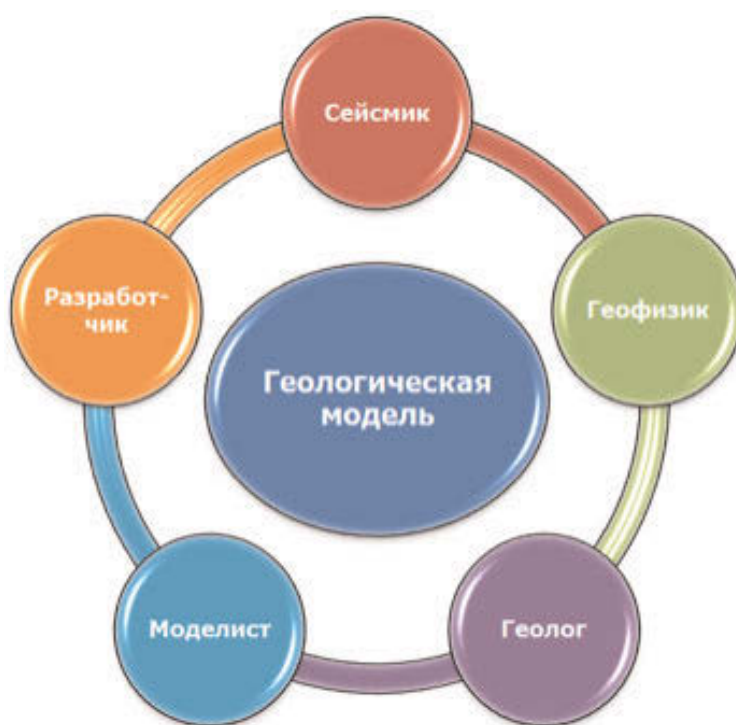 Сейсмик
Разработ-
чик
Геофизик
Геологическая
модель
Моделист
Геолог